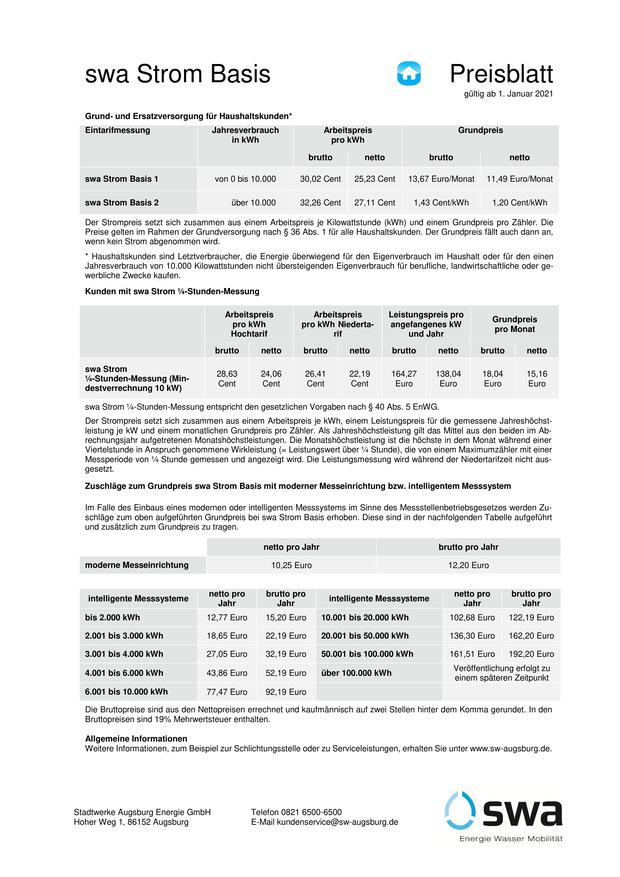 swa Strom Basis
Preisblatt
gültig ab 1. Januar 2021
Grund- und Ersatzversorgung für Haushaltskunden*
Eintarifmessung Jahresverbrauch in kWh Arbeitspreis pro kWh Grundpreis
brutto netto brutto netto
swa Strom Basis 1 von 0 bis 10.000 30,02 Cent 25,23 Cent 13,67 Euro/Monat 11,49 Euro/Monat
swa Strom Basis 2 über 10.000 32,26 Cent 27,11 Cent 1,43 Cent/kWh 1,20 Cent/kWh
Der Strompreis setzt sich zusammen aus einem Arbeitspreis je Kilowattstunde (kWh) und einem Grundpreis pro Zähler. Die
Preise gelten im Rahmen der Grundversorgung nach § 36 Abs. 1 für alle Haushaltskunden. Der Grundpreis fällt auch dann an,
wenn kein Strom abgenommen wird.
* Haushaltskunden sind Letztverbraucher, die Energie überwiegend für den Eigenverbrauch im Haushalt oder für den einen
Jahresverbrauch von 10.000 Kilowattstunden nicht übersteigenden Eigenverbrauch für berufliche, landwirtschaftliche oder ge-
werbliche Zwecke kaufen.
Kunden mit swa Strom ¼-Stunden-Messung
Arbeitspreis pro kWh Hochtarif Arbeitspreis pro kWh Niederta-rif Leistungspreis pro angefangenes kW und Jahr Grundpreis pro Monat
brutto netto brutto netto brutto netto brutto netto
swa Strom ¼-Stunden-Messung (Min-destverrechnung 10 kW) 28,63 Cent 24,06 Cent 26,41 Cent 22,19 Cent 164,27 Euro 138,04 Euro 18,04 Euro 15,16 Euro
swa Strom ¼-Stunden-Messung entspricht den gesetzlichen Vorgaben nach § 40 Abs. 5 EnWG.
Der Strompreis setzt sich zusammen aus einem Arbeitspreis je kWh, einem Leistungspreis für die gemessene Jahreshöchst-
leistung je kW und einem monatlichen Grundpreis pro Zähler. Als Jahreshöchstleistung gilt das Mittel aus den beiden im Ab-
rechnungsjahr aufgetretenen Monatshöchstleistungen. Die Monatshöchstleistung ist die höchste in dem Monat während einer
Viertelstunde in Anspruch genommene Wirkleistung (= Leistungswert über ¼ Stunde), die von einem Maximumzähler mit einer
Messperiode von ¼ Stunde gemessen und angezeigt wird. Die Leistungsmessung wird während der Niedertarifzeit nicht aus-
gesetzt.
Zuschläge zum Grundpreis swa Strom Basis mit moderner Messeinrichtung bzw. intelligentem Messsystem
Im Falle des Einbaus eines modernen oder intelligenten Messsystems im Sinne des Messstellenbetriebsgesetzes werden Zu-
schläge zum oben aufgeführten Grundpreis bei swa Strom Basis erhoben. Diese sind in der nachfolgenden Tabelle aufgeführt
und zusätzlich zum Grundpreis zu tragen.
netto pro Jahr brutto pro Jahr
moderne Messeinrichtung 10,25 Euro 12,20 Euro
intelligente Messsysteme netto pro Jahr brutto pro Jahr intelligente Messsysteme netto pro Jahr brutto pro Jahr
bis 2.000 kWh 12,77 Euro 15,20 Euro 10.001 bis 20.000 kWh 102,68 Euro 122,19 Euro
2.001 bis 3.000 kWh 18,65 Euro 22,19 Euro 20.001 bis 50.000 kWh 136,30 Euro 162,20 Euro
3.001 bis 4.000 kWh 27,05 Euro 32,19 Euro 50.001 bis 100.000 kWh 161,51 Euro 192,20 Euro
4.001 bis 6.000 kWh 43,86 Euro 52,19 Euro über 100.000 kWh Veröffentlichung erfolgt zu einem späteren Zeitpunkt
6.001 bis 10.000 kWh 77,47 Euro 92,19 Euro
Die Bruttopreise sind aus den Nettopreisen errechnet und kaufmännisch auf zwei Stellen hinter dem Komma gerundet. In den
Bruttopreisen sind 19% Mehrwertsteuer enthalten.
Allgemeine Informationen
Weitere Informationen, zum Beispiel zur Schlichtungsstelle oder zu Serviceleistungen, erhalten Sie unter www.sw-augsburg.de.
Stadtwerke Augsburg Energie GmbH
Hoher Weg 1, 86152 Augsburg
Telefon 0821 6500-6500
E-Mail kundenservice@sw-augsburg.de
swa
Energie Wasser Mobilität